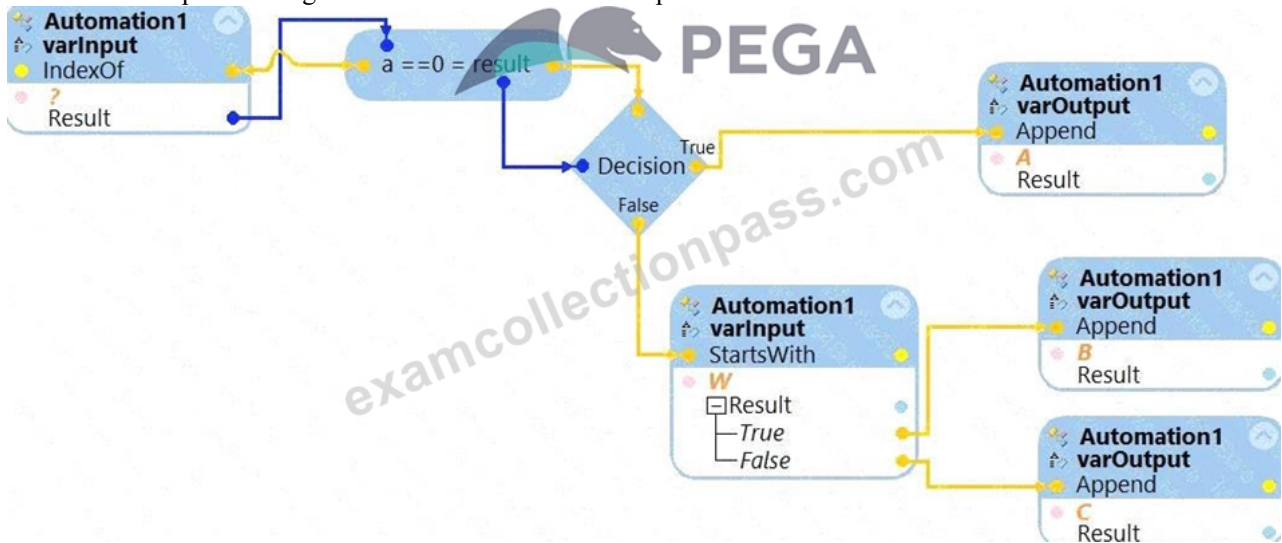 Automation1
varInput
IndexOf
?
Result
a ==0 = result
PEGA
Decision
True
False
Automation1
varOutput
Append
A
Result
Automation1
varInput
StartsWith
W
Result
True
False
Automation1
varOutput
Append
B
Result
Automation1
varOutput
Append
C
Result
examcollectionpass.com